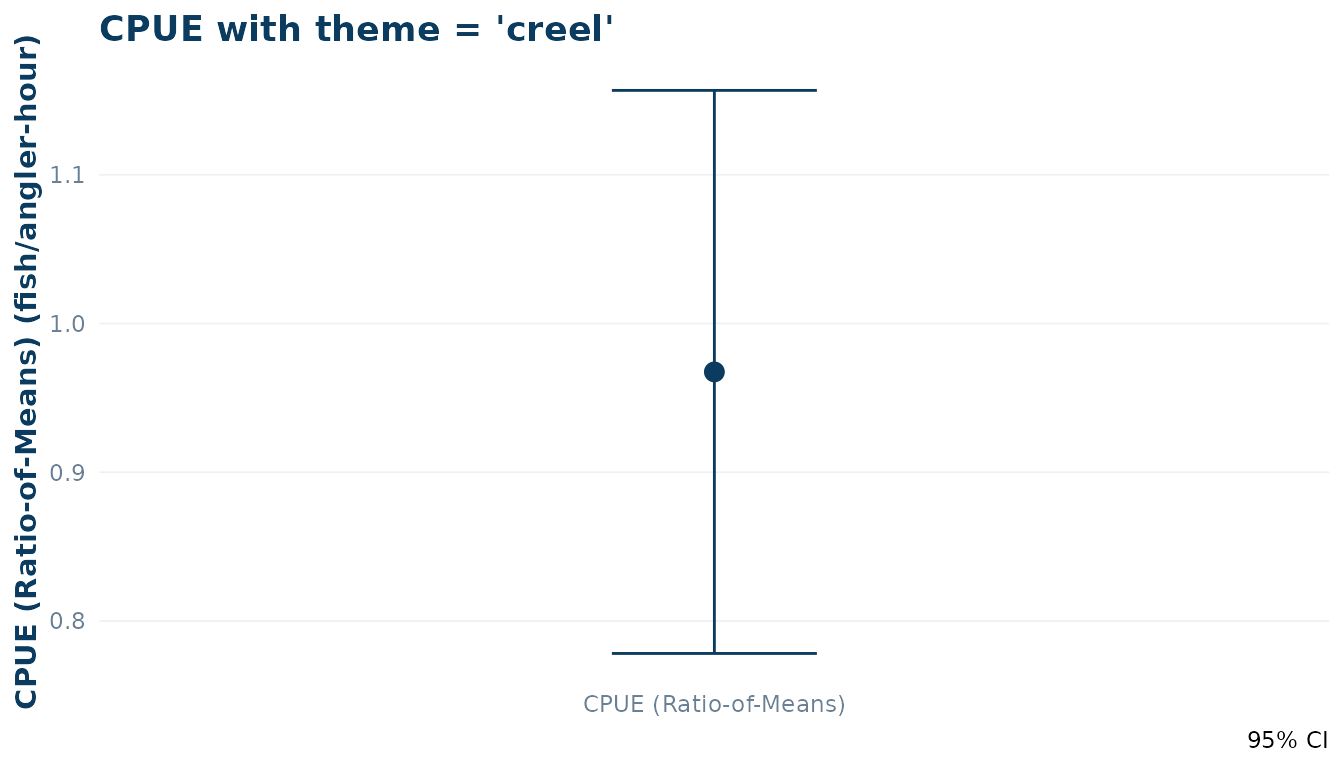 CPUE with theme = 'creel'
CPUE (Ratio-of-Means) (fish/angler-hour)
1.1
1.0
0.9
0.8
CPUE (Ratio-of-Means)
95% CI